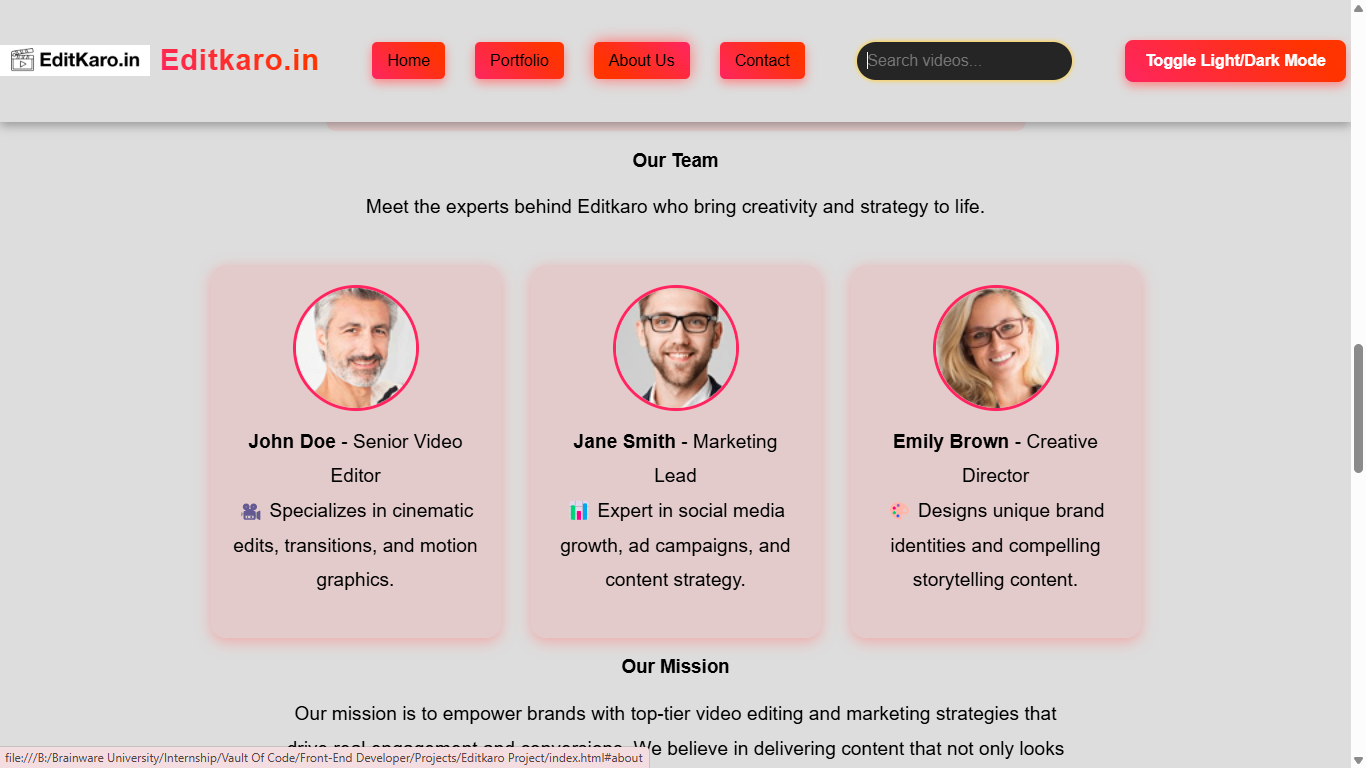 EditKaro.in
Editkaro.in
Home
Portfolio
About Us
Contact
Search videos...
Toggle Light/Dark Mode
Our Team
Meet the experts behind Editkaro who bring creativity and strategy to life.
John Doe - Senior Video
Editor
Specializes in cinematic
edits, transitions, and motion
graphics.
Jane Smith - Marketing
Lead
Expert in social media
growth, ad campaigns, and
content strategy.
Emily Brown - Creative
Director
Designs unique brand
identities and compelling
storytelling content.
Our Mission
Our mission is to empower brands with top-tier video editing and marketing strategies that
drive real engagement and conversions. We believe in delivering content that not only looks
file:///B:/Brainware University/Internship/Vault Of Code/Front-End Developer/Projects/Editkaro Project/index.html#about